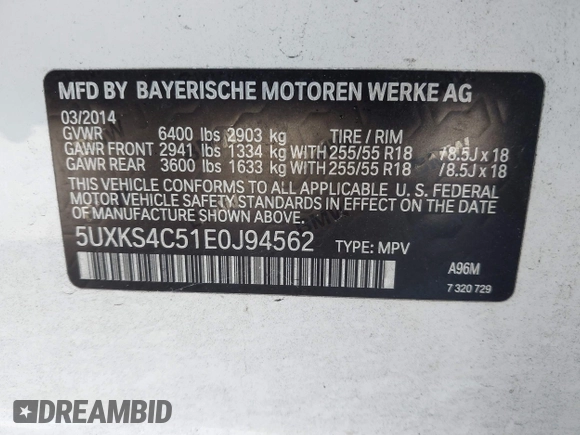 MFD BY BAYERISCHE MOTOREN WERKE AG
03/2014
GVWR 6400 lbs 2903 kg TIRE / RIM
GAWR FRONT 2941 lbs 1334 kg WITH 255/55 R18 /8.5J x 18
GAWR REAR 3600 lbs 1633 kg WITH 255/55 R18 /8.5J x 18
THIS VEHICLE CONFORMS TO ALL APPLICABLE U. S. FEDERAL
MOTOR VEHICLE SAFETY STANDARDS IN EFFECT ON THE DATE
OF MANUFACTURE SHOWN ABOVE.
5UXKS4C51E0J94562 TYPE: MPV
A96M
7 320 729
DREAMBID